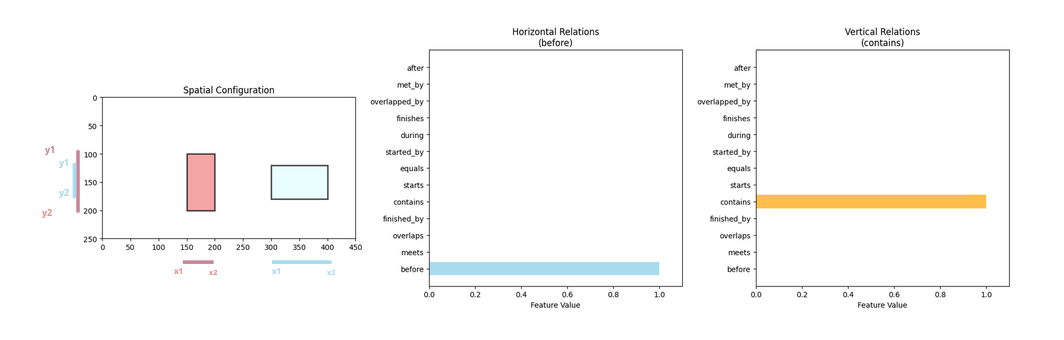 Spatial Configuration
0
50
100
150
200
250
0 50 100 150 200 250 300 350 400 450
y1
y1
y2
y2
x1 x2 x1 x2
Horizontal Relations
(before)
after
met_by
overlapped_by
finishes
during
started_by
equals
starts
contains
finished_by
overlaps
meets
before
0.0 0.2 0.4 0.6 0.8 1.0
Feature Value
Vertical Relations
(contains)
after
met_by
overlapped_by
finishes
during
started_by
equals
starts
contains
finished_by
overlaps
meets
before
0.0 0.2 0.4 0.6 0.8 1.0
Feature Value